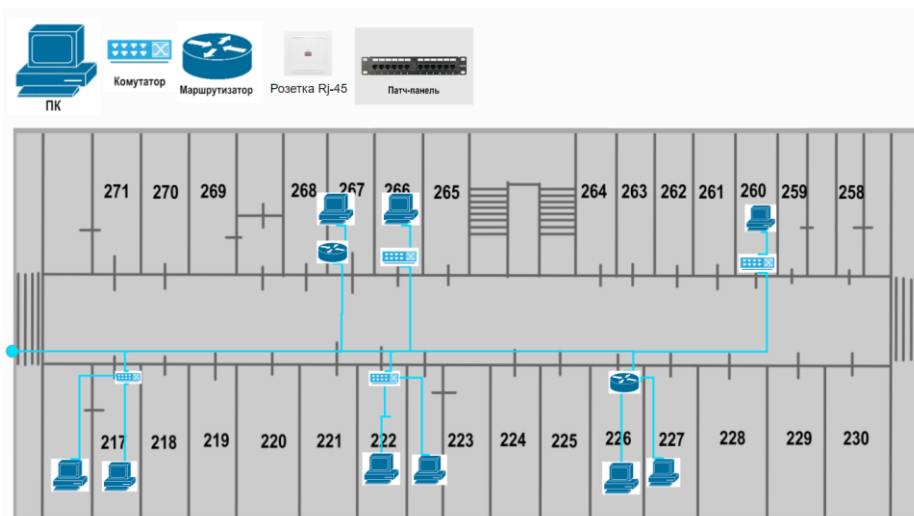 ПК
Комутатор
Маршрутизатор
Розетка Rj-45
Патч-панель
271 270 269 268 267 266 265 264 263 262 261 260 259 258
217 218 219 220 221 222 223 224 225 226 227 228 229 230